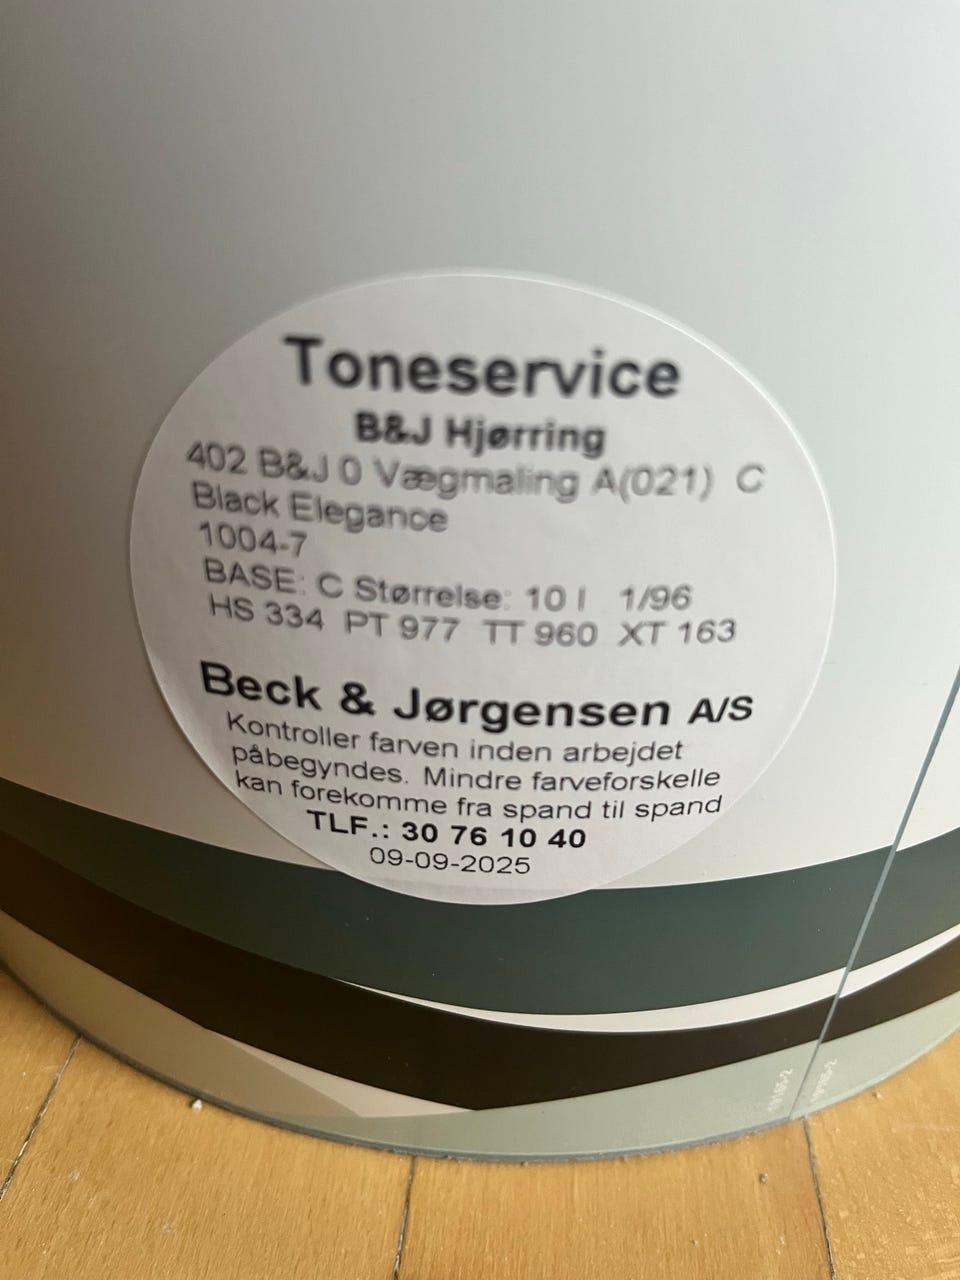 Toneservice
B&J Hjørring
402 B&J 0 Vægmaling A(021) C
Black Elegance
1004-7
BASE: C Størrelse: 10 l 1/96
HS 334 PT 977 TT 960 XT 163
Beck & Jørgensen A/S
Kontroller farven inden arbejdet
påbegyndes. Mindre farveforskelle
kan forekomme fra spand til spand
TLF.: 30 76 10 40
09-09-2025